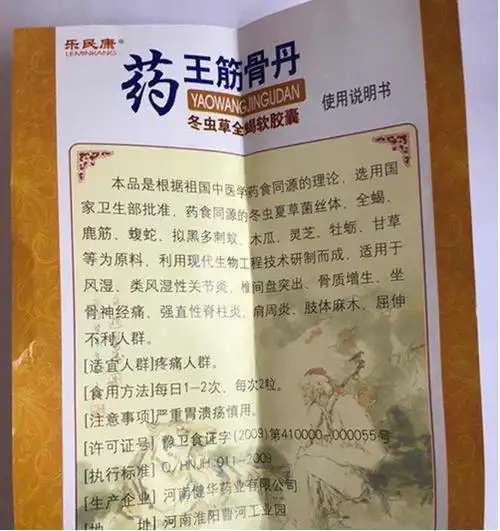 乐民康®
LEMINKANG
药王筋骨丹
YAOWANGJINGUDAN
冬虫草全蝎软胶囊
使用说明书
本品是根据祖国中医学药食同源的理论，选用国
家卫生部批准、药食同源的冬虫夏草菌丝体、全蝎、
鹿筋、蝮蛇、拟黑多刺蚁、木瓜、灵芝、牡蛎、甘草
等为原料，利用现代生物工程技术研制而成，适用于
风湿、类风湿性关节炎、椎间盘突出、骨质增生、坐
骨神经痛、强直性脊柱炎、肩周炎、肢体麻木、屈伸
不利人群。
[适宜人群]疼痛人群。
[食用方法]每日1-2次，每次2粒。
[注意事项]严重胃溃疡慎用。
[许可证号] 豫卫食证字(2009)第410000-000055号
[执行标准] Q/HNJH 011-2009
[生产企业] 河南健华药业有限公司
[地 址] 河南淮阳曹河工业园